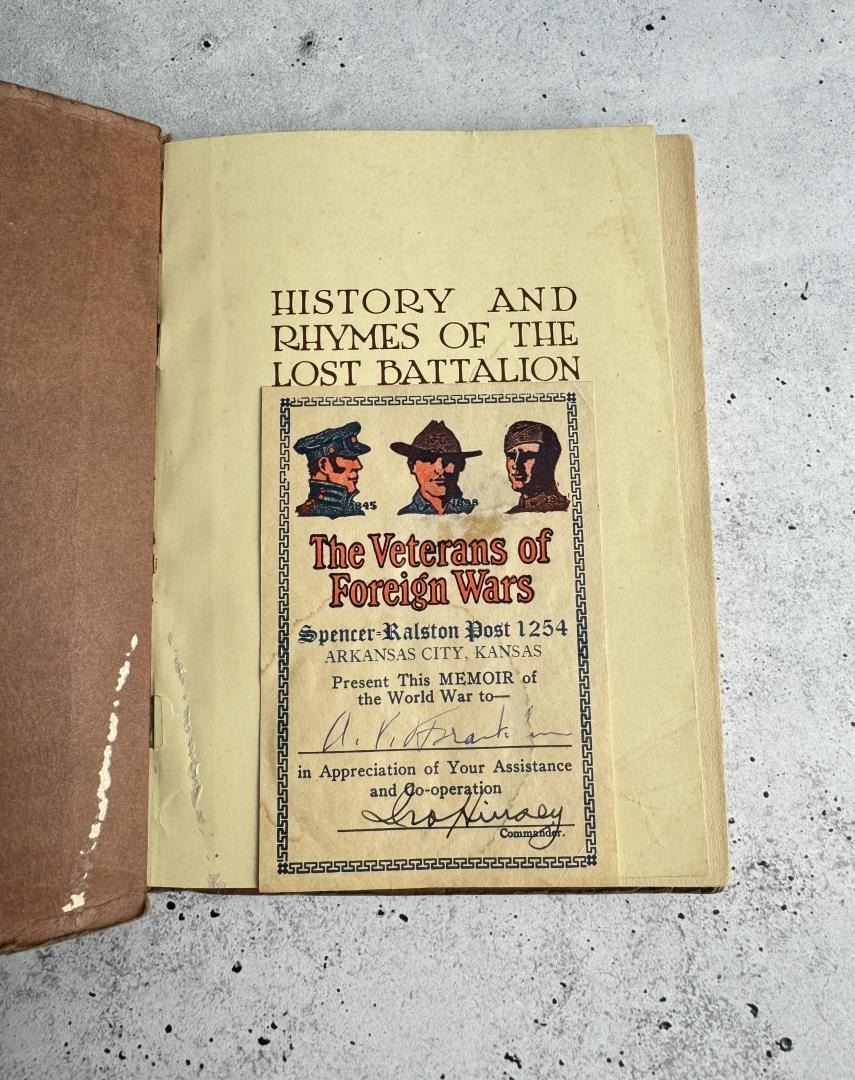 HISTORY AND
RHYMES OF THE
LOST BATTALION
1845 1898
The Veterans of
Foreign Wars
Spencer-Ralston Post 1254
ARKANSAS CITY, KANSAS
Present This MEMOIR of
the World War to—
A. V. Franklin
in Appreciation of Your Assistance
and Co-operation
Commander.